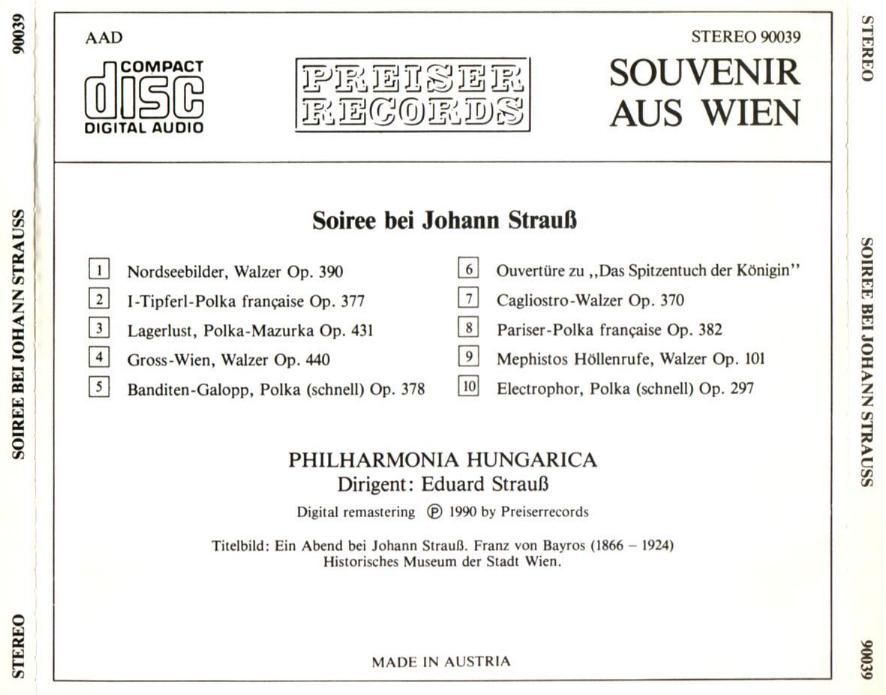 90039
SOIREE BEI JOHANN STRAUSS
STEREO
AAD
COMPACT
disc
DIGITAL AUDIO
PREISER
RECORDS
STEREO 90039
SOUVENIR
AUS WIEN
Soiree bei Johann Strauß
1 Nordseebilder, Walzer Op. 390
2 I-Tipferl-Polka française Op. 377
3 Lagerlust, Polka-Mazurka Op. 431
4 Gross-Wien, Walzer Op. 440
5 Banditen-Galopp, Polka (schnell) Op. 378
6 Ouvertüre zu ,,Das Spitzentuch der Königin”
7 Cagliostro-Walzer Op. 370
8 Pariser-Polka française Op. 382
9 Mephistos Höllenrufe, Walzer Op. 101
10 Electrophor, Polka (schnell) Op. 297
PHILHARMONIA HUNGARICA
Dirigent: Eduard Strauß
Digital remastering Ⓟ 1990 by Preiserrecords
Titelbild: Ein Abend bei Johann Strauß. Franz von Bayros (1866 – 1924)
Historisches Museum der Stadt Wien.
MADE IN AUSTRIA
STEREO
SOIREE BEI JOHANN STRAUSS
90039